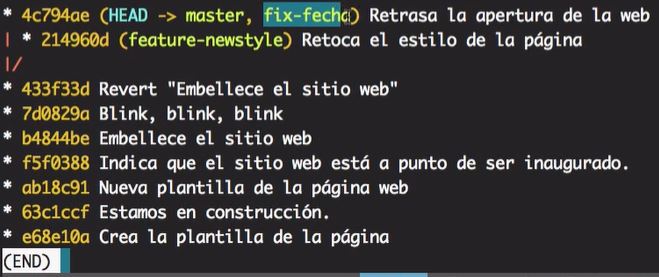 * 4c794ae (HEAD -> master, fix-fecha) Retrasa la apertura de la web
| * 214960d (feature-newstyle) Retoca el estilo de la página
|/
* 433f33d Revert "Embellece el sitio web"
* 7d0829a Blink, blink, blink
* b4844be Embellece el sitio web
* f5f0388 Indica que el sitio web está a punto de ser inaugurado.
* ab18c91 Nueva plantilla de la página web
* 63c1ccf Estamos en construcción.
* e68e10a Crea la plantilla de la página
(END)